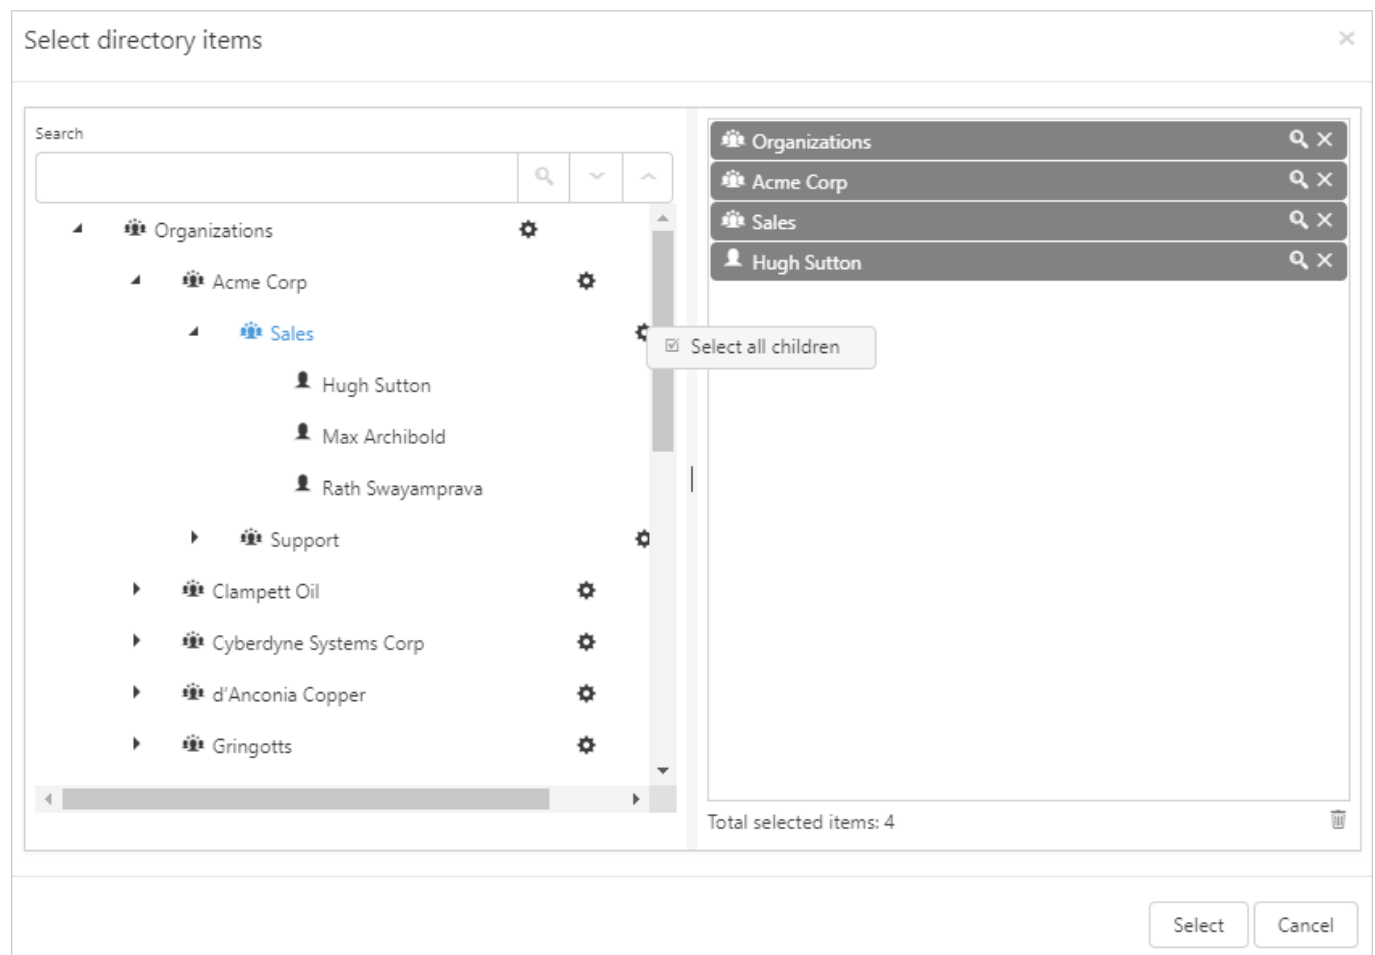 Select directory items
Search
Organizations
Acme Corp
Sales
Hugh Sutton
Max Archibold
Rath Swayamprava
Support
Clampett Oil
Cyberdyne Systems Corp
d'Anconia Copper
Gringotts
Select all children
Organizations
Acme Corp
Sales
Hugh Sutton
Total selected items: 4
Select
Cancel